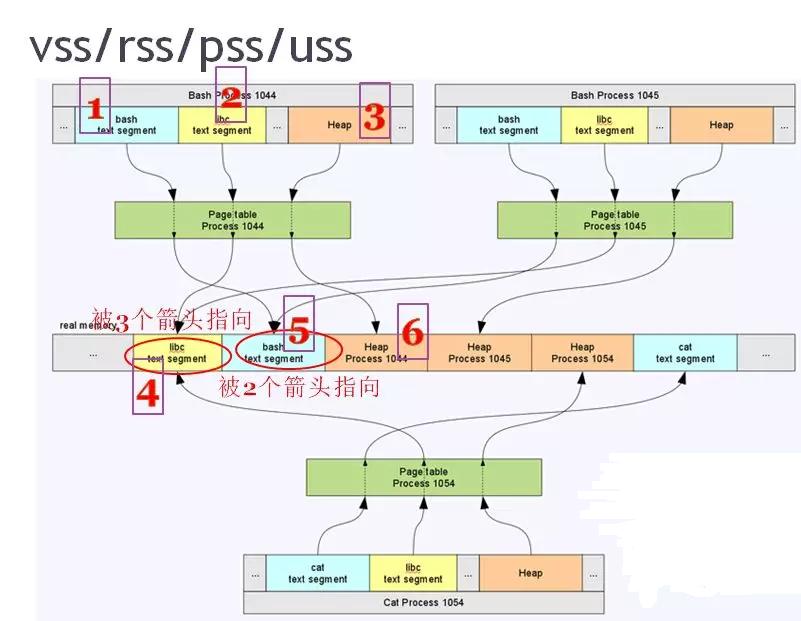 vss/rss/pss/uss
Bash Process 1044
Bash Process 1045
1
2
3
...
bash
text segment
libc
text segment
...
Heap
...
...
bash
text segment
libc
text segment
...
Heap
...
Page table
Process 1044
Page table
Process 1045
real memory
被3个箭头指向
5
6
...
libc
text segment
bash
text segment
Heap
Process 1044
Heap
Process 1045
Heap
Process 1054
cat
text segment
...
4
被2个箭头指向
Page table
Process 1054
...
cat
text segment
libc
text segment
...
Heap
...
Cat Process 1054